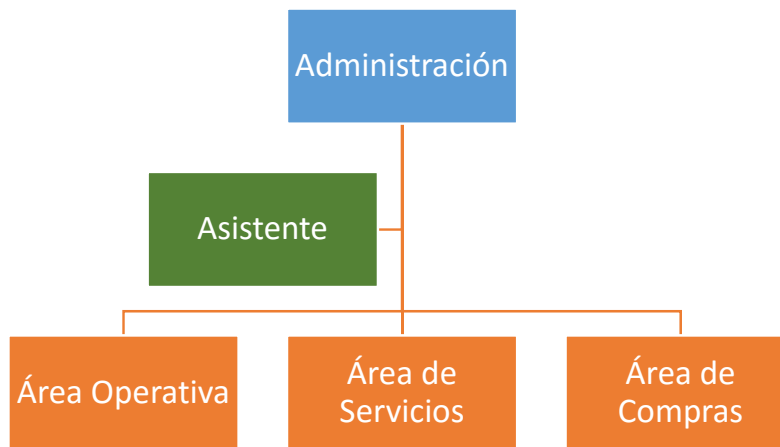 Administración
Asistente
Área Operativa
Área de
Servicios
Área de
Compras